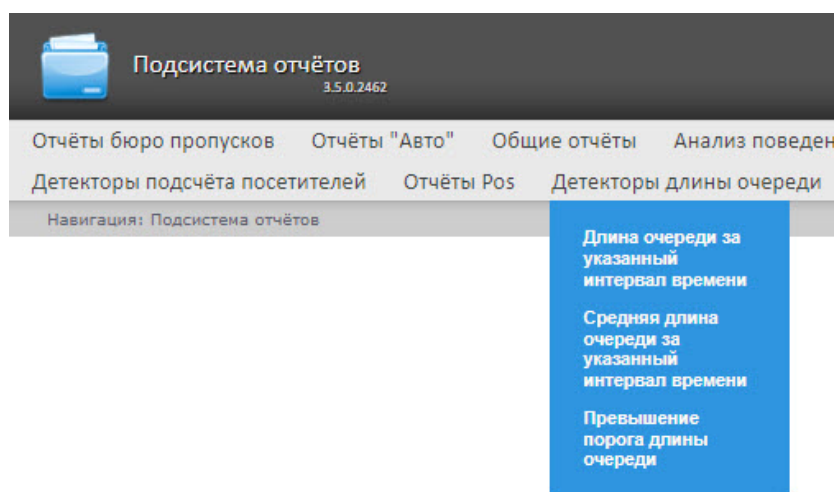 Подсистема отчётов
3.5.0.2462
Отчёты бюро пропусков Отчёты "Авто" Общие отчёты Анализ поведен
Детекторы подсчёта посетителей Отчёты Pos Детекторы длины очереди
Навигация: Подсистема отчётов
Длина очереди за
указанный
интервал времени
Средняя длина
очереди за
указанный
интервал времени
Превышение
порога длины
очереди